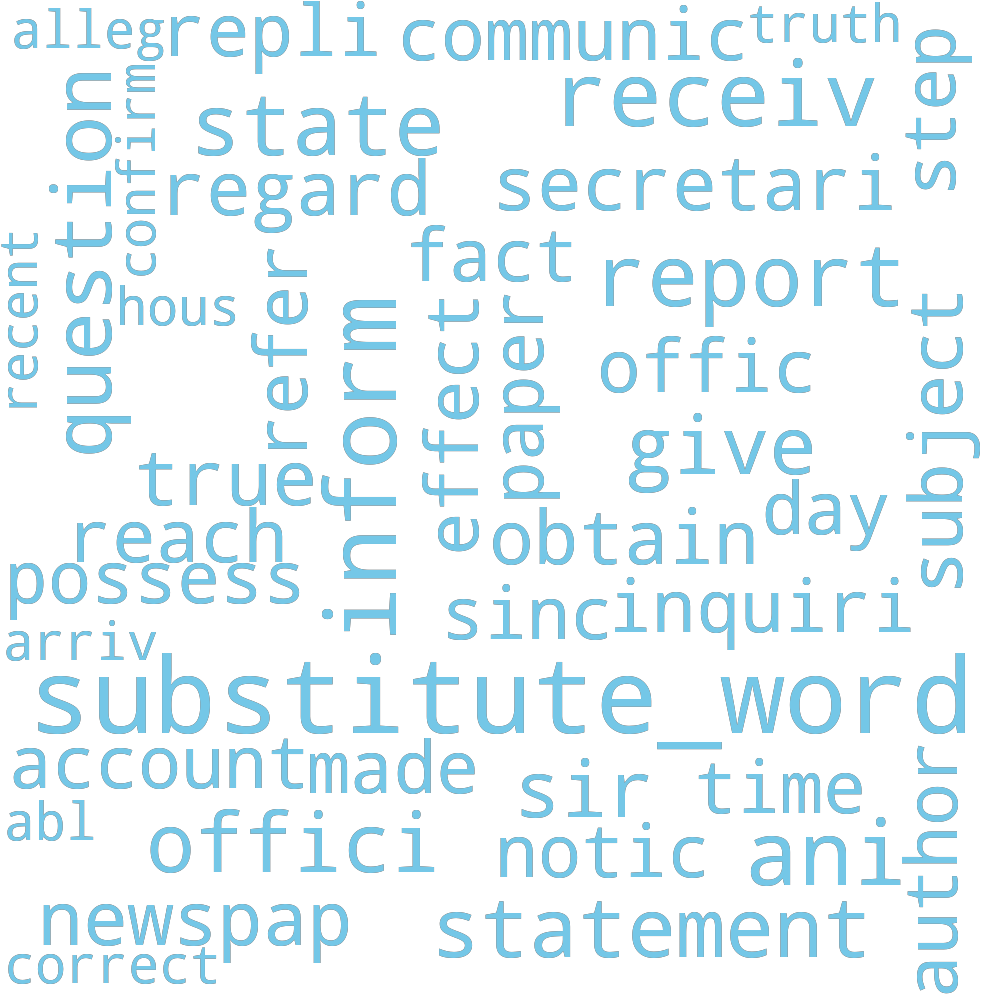 alleg
repli
communic
truth
step
question
confirm
state
receiv
regard
secretari
recent
hous
refer
fact
report
inform
effect
paper
offic
subject
true
give
day
reach
obtain
possess
sinc
inquiri
arriv
substitute_word
account
made
sir
time
author
abl
offici
notic
ani
newspap
statement
correct